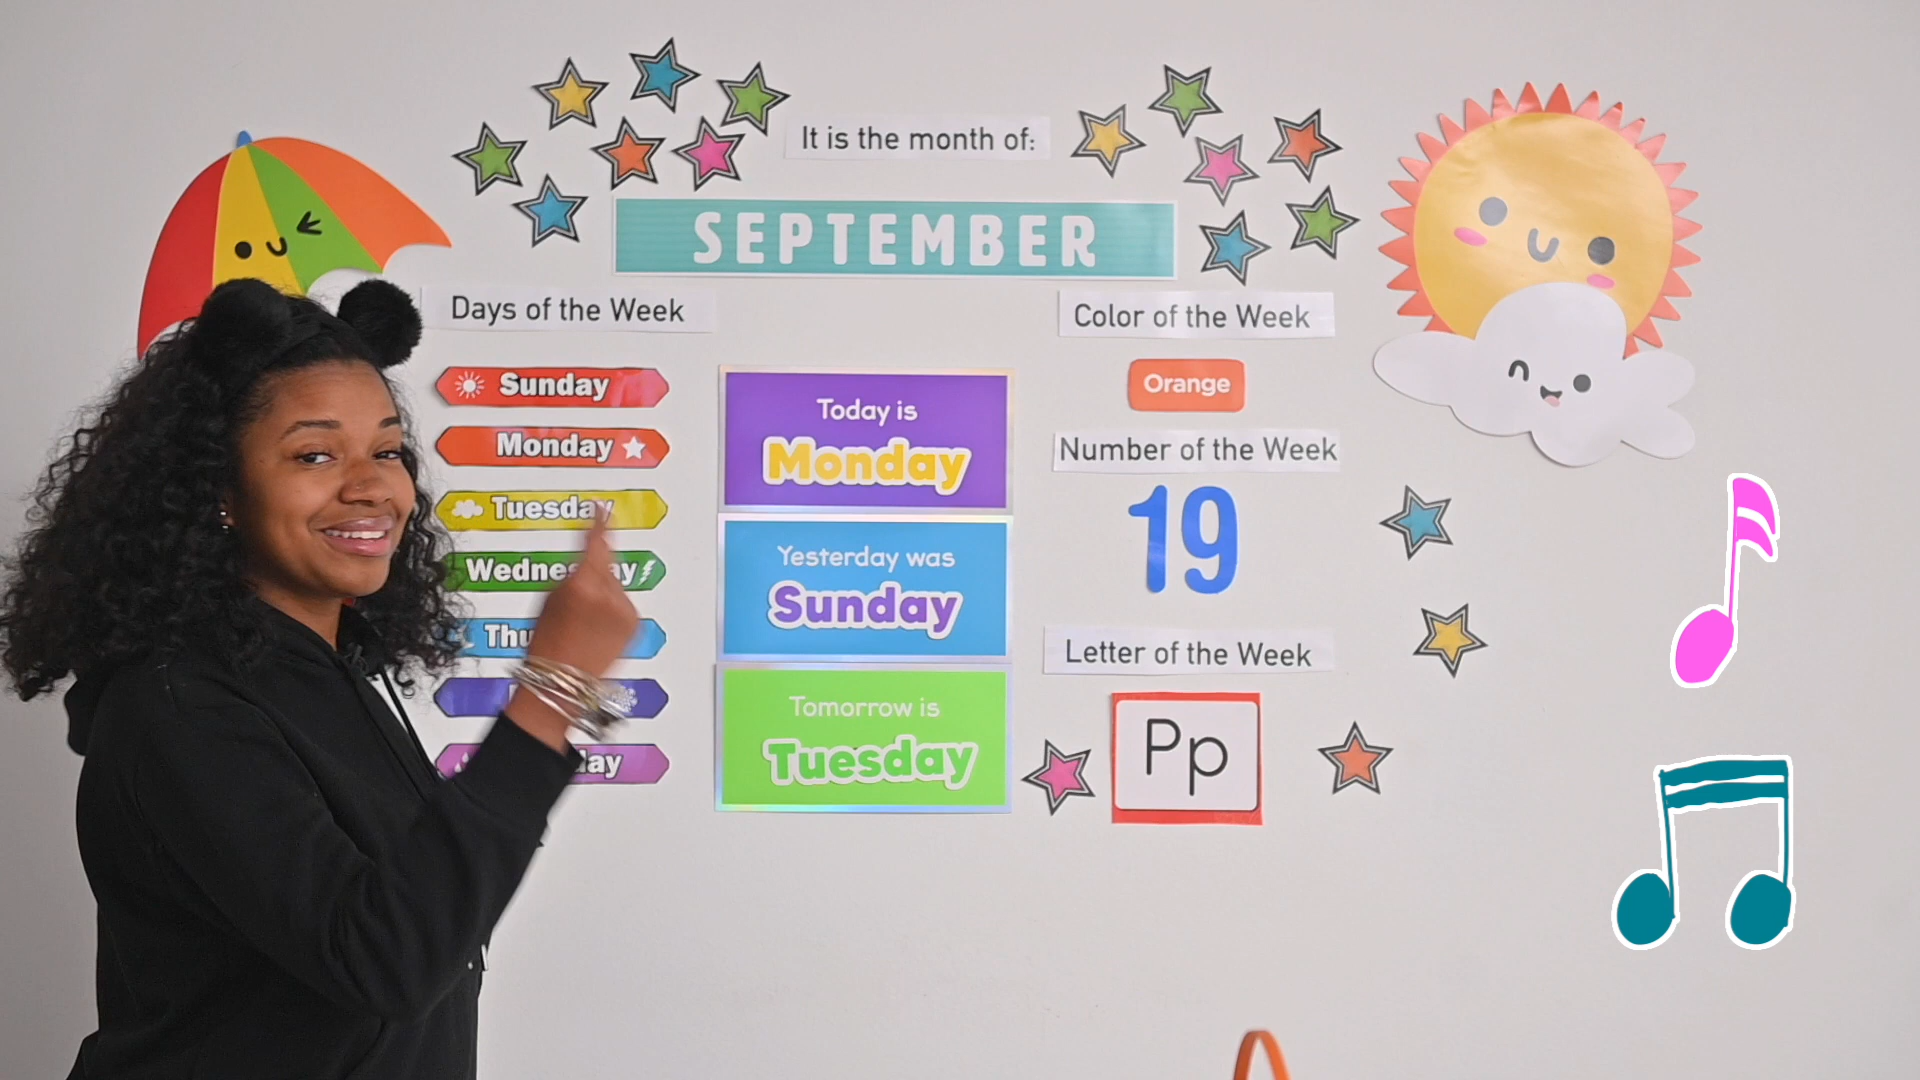 It is the month of:
SEPTEMBER
Days of the Week
Sunday
Monday
Tuesday
Today is
Monday
Yesterday was
Sunday
Tomorrow is
Tuesday
Color of the Week
Orange
Number of the Week
19
Letter of the Week
Pp